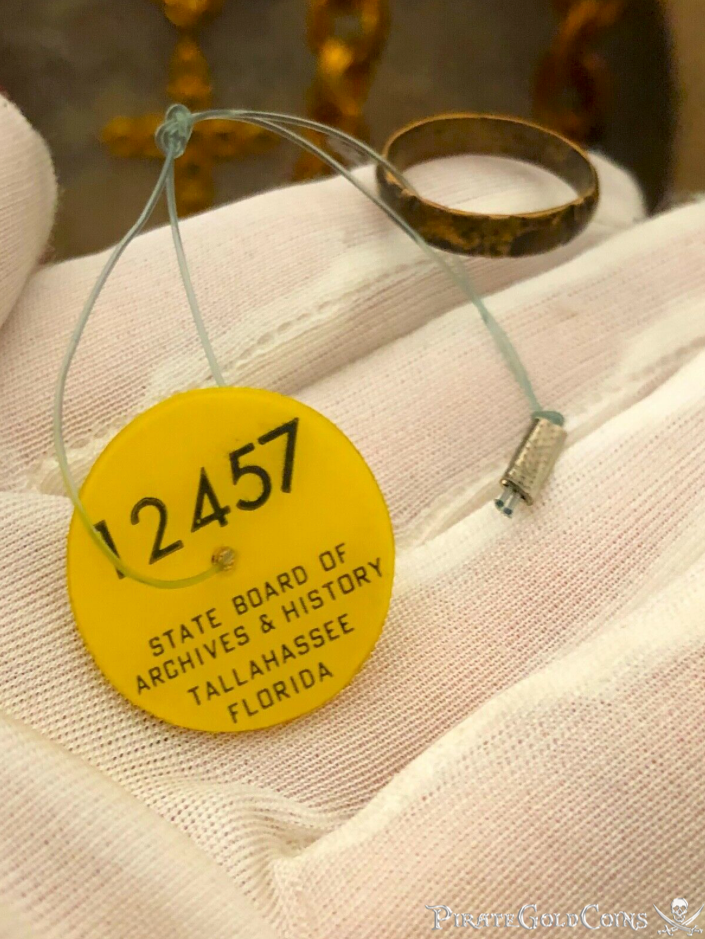 12457
STATE BOARD OF
ARCHIVES & HISTORY
TALLAHASSEE
FLORIDA
PIRATEGOLDCOINS